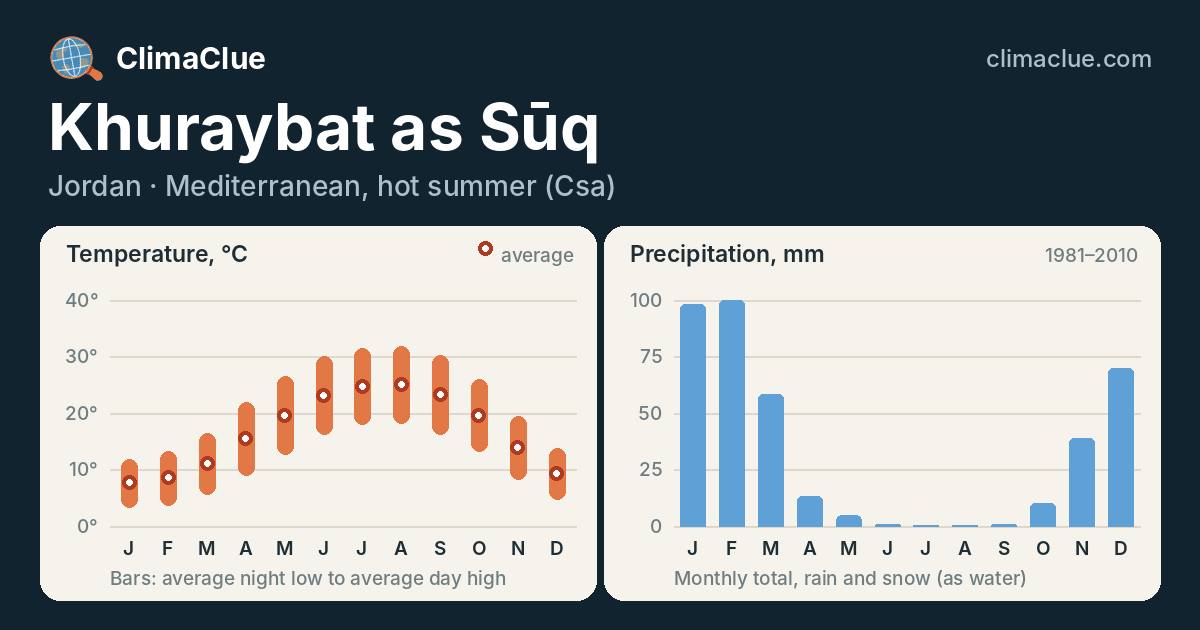 ClimaClue
climaclue.com
Khuraybat as Sūq
Jordan · Mediterranean, hot summer (Csa)
Temperature, °C
average
40°
30°
20°
10°
0°
J F M A M J J A S O N D
Bars: average night low to average day high
Precipitation, mm
1981–2010
100
75
50
25
0
J F M A M J J A S O N D
Monthly total, rain and snow (as water)